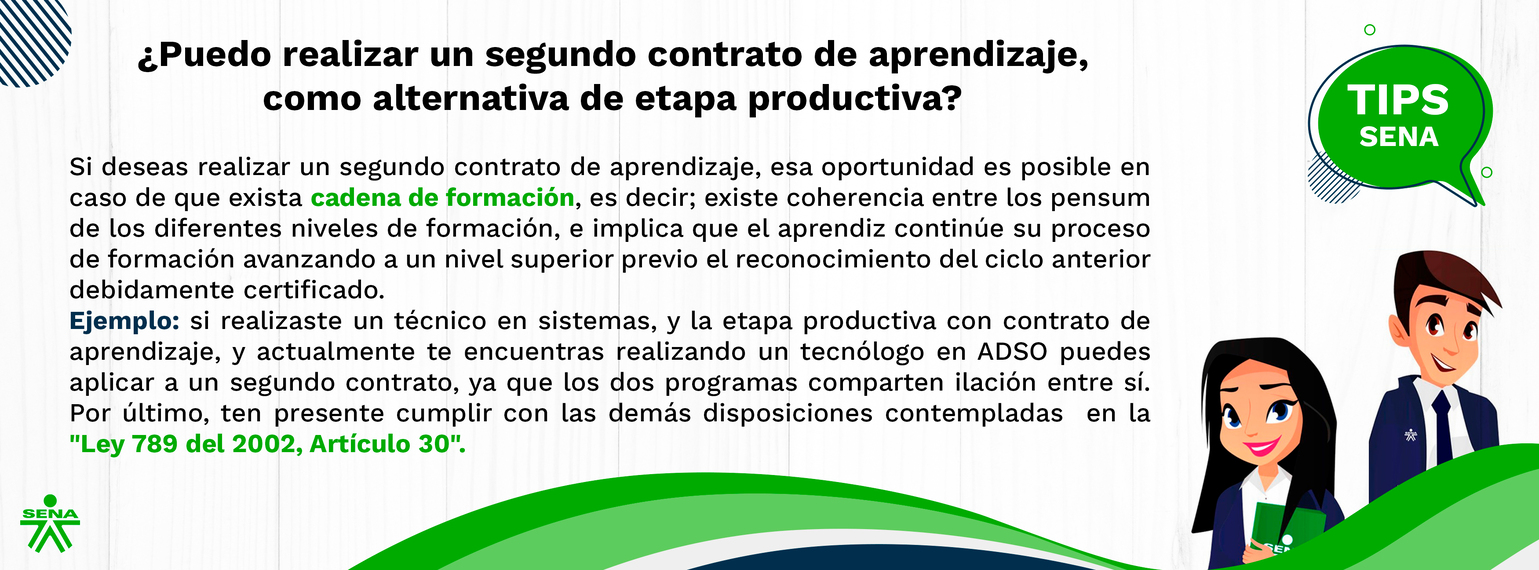 ¿Puedo realizar un segundo contrato de aprendizaje,
como alternativa de etapa productiva?
TIPS
SENA
Si deseas realizar un segundo contrato de aprendizaje, esa oportunidad es posible en
caso de que exista cadena de formación, es decir; existe coherencia entre los pensum
de los diferentes niveles de formación, e implica que el aprendiz continúe su proceso
de formación avanzando a un nivel superior previo el reconocimiento del ciclo anterior
debidamente certificado.
Ejemplo: si realizaste un técnico en sistemas, y la etapa productiva con contrato de
aprendizaje, y actualmente te encuentras realizando un tecnólogo en ADSO puedes
aplicar a un segundo contrato, ya que los dos programas comparten ilación entre sí.
Por último, ten presente cumplir con las demás disposiciones contempladas en la
"Ley 789 del 2002, Artículo 30".
SENA